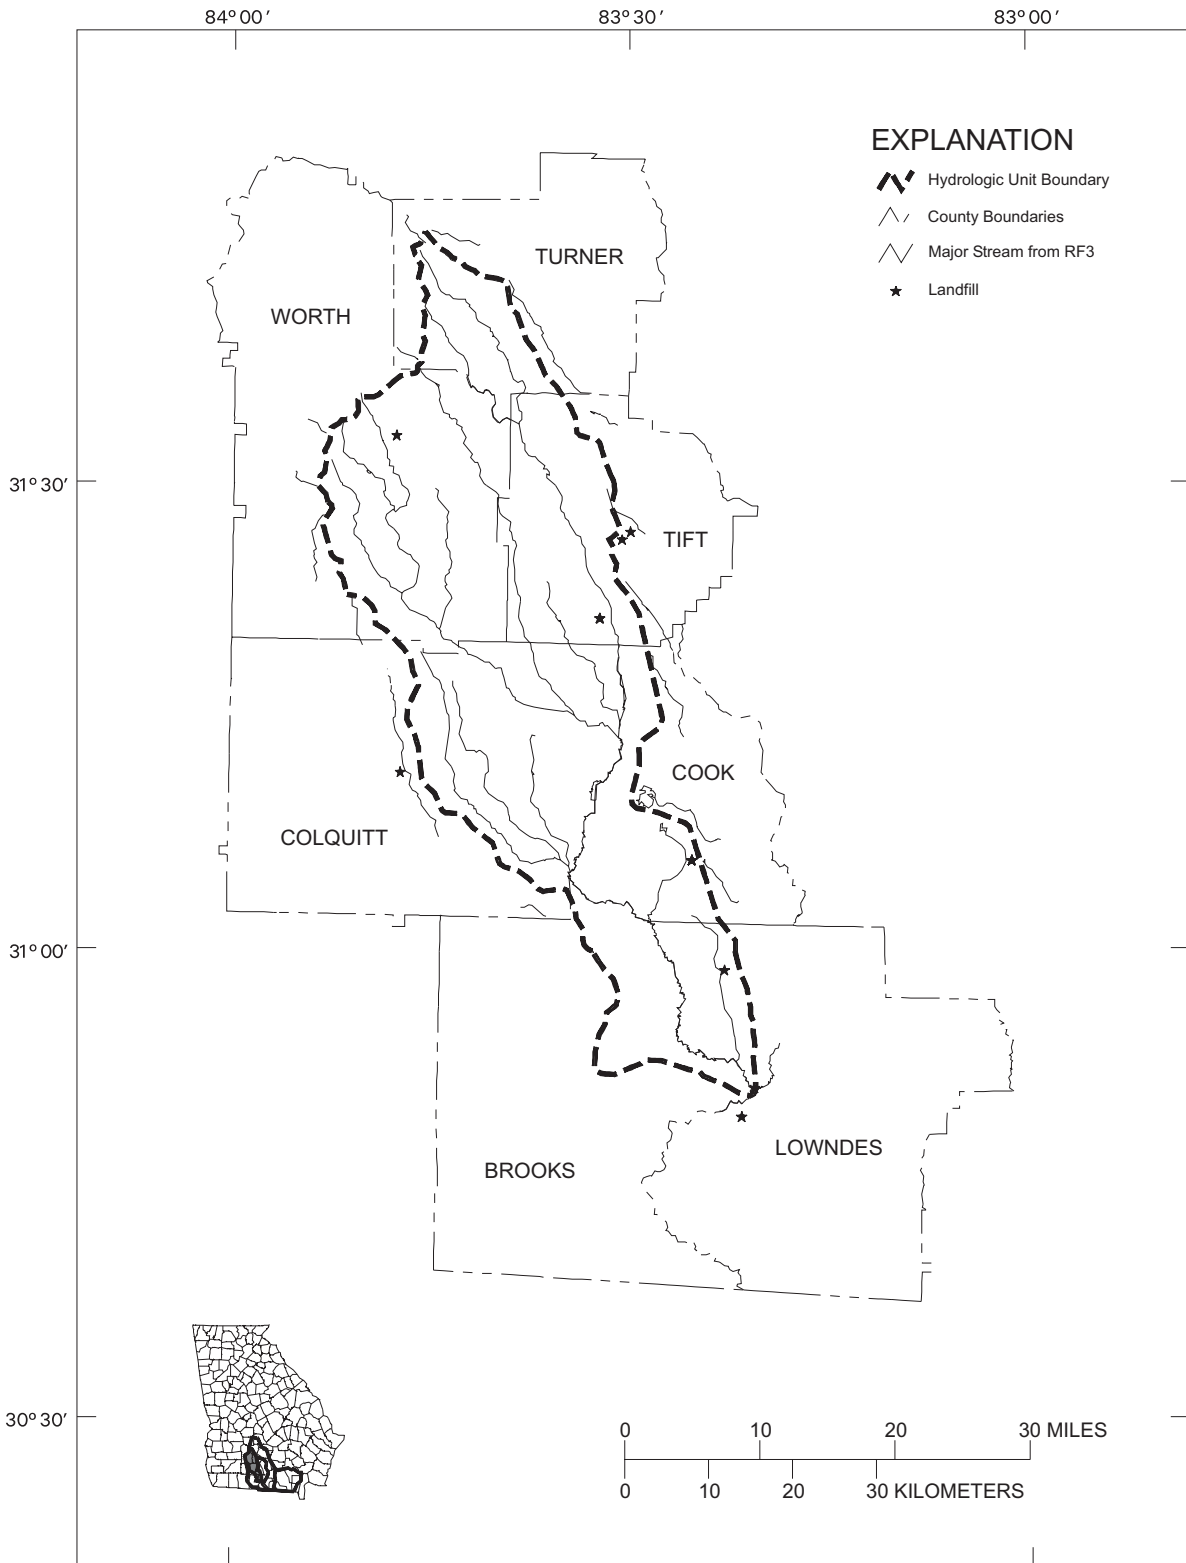 84° 00′
83° 30′
83° 00′
EXPLANATION
Hydrologic Unit Boundary
County Boundaries
Major Stream from RF3
Landfill
TURNER
WORTH
31° 30′
TIFT
COOK
COLQUITT
31° 00′
LOWNDES
BROOKS
30° 30′
0 10 20 30 MILES
0 10 20 30 KILOMETERS